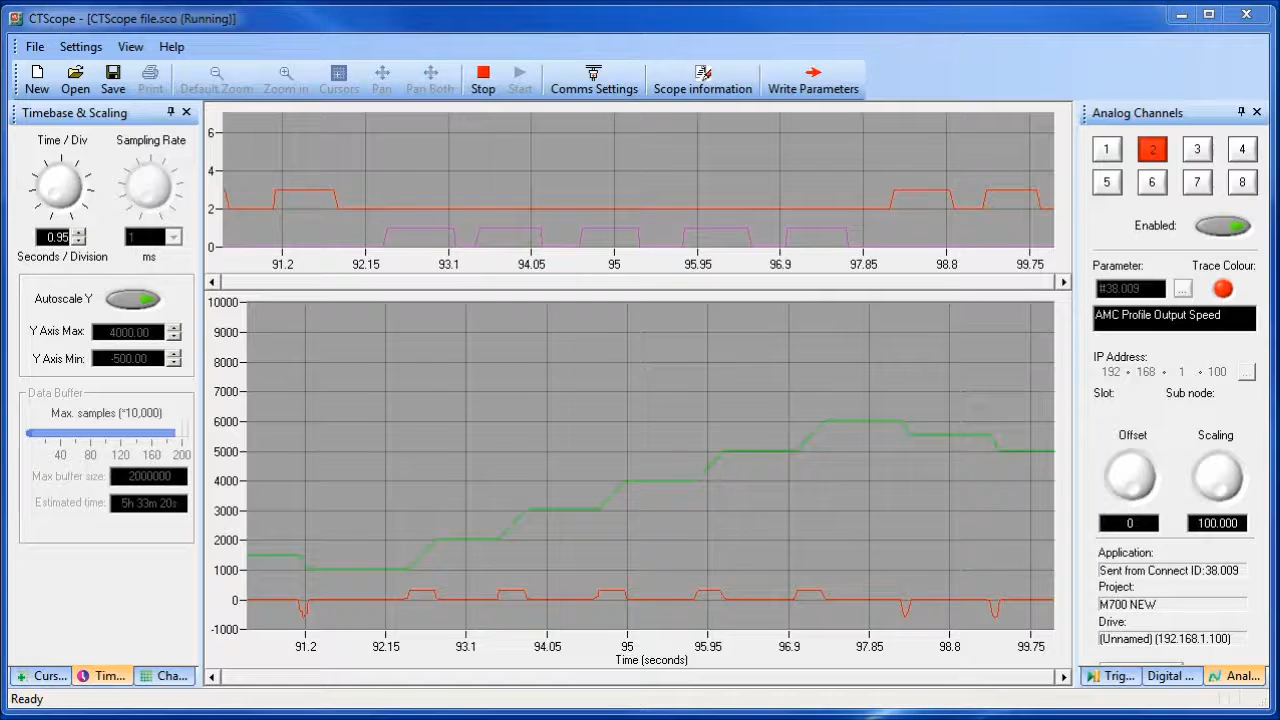 CTScope - [CTScope file.sco (Running)]
File Settings View Help
New Open Save Print Default Zoom Zoom in Cursors Pan Pan Both Stop Start Comms Settings Scope information Write Parameters
Timebase & Scaling
Time / Div Sampling Rate
0.95 1
Seconds / Division ms
Autoscale Y
Y Axis Max: 4000.00
Y Axis Min: -500.00
Data Buffer
Max. samples (*10,000)
40 80 120 160 200
Max buffer size: 2000000
Estimated time: 5h 33m 20s
Curs... Tim... Cha...
6
4
2
0
91.2 92.15 93.1 94.05 95 95.95 96.9 97.85 98.8 99.75
10000
9000
8000
7000
6000
5000
4000
3000
2000
1000
0
-1000
91.2 92.15 93.1 94.05 95 95.95 96.9 97.85 98.8 99.75
Time (seconds)
Analog Channels
1 2 3 4
5 6 7 8
Enabled:
Parameter: Trace Colour:
#38.009 ...
AMC Profile Output Speed
IP Address:
192 • 168 • 1 • 100 ...
Slot: Sub node:
Offset Scaling
0 100.000
Application:
Sent from Connect ID:38.009
Project:
M700 NEW
Drive:
(Unnamed) (192.168.1.100)
Trig... Digital ... Anal...
Ready